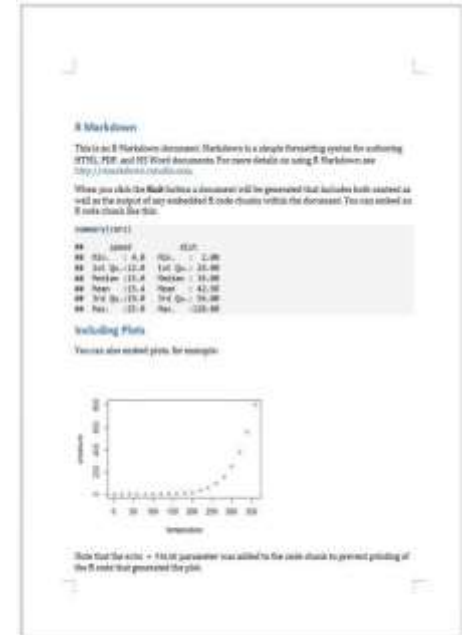 R Markdown
This is an R Markdown document. Markdown is a simple formatting syntax for authoring
HTML, PDF, and MS Word documents. For more details on using R Markdown see
http://rmarkdown.rstudio.com.
When you click the Knit button a document will be generated that includes both content as
well as the output of any embedded R code chunks within the document. You can embed an
R code chunk like this:
summary(cars)
##      speed           dist
## Min.   : 4.0   Min.   :  2.00
## 1st Qu.:12.0   1st Qu.: 26.00
## Median :15.0   Median : 36.00
## Mean   :15.4   Mean   : 42.98
## 3rd Qu.:19.0   3rd Qu.: 56.00
## Max.   :25.0   Max.   :120.00
Including Plots
You can also embed plots, for example:
800
600
400
200
0
pressure
0 50 100 150 200 250 300 350
temperature
Note that the echo = FALSE parameter was added to the code chunk to prevent printing of
the R code that generated the plot.